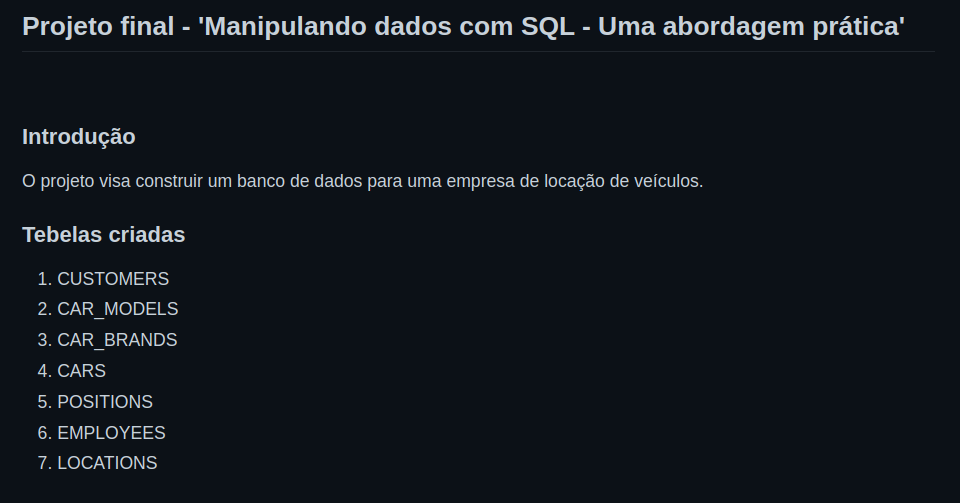 Projeto final - 'Manipulando dados com SQL - Uma abordagem prática'
Introdução
O projeto visa construir um banco de dados para uma empresa de locação de veículos.
Tebelas criadas
1. CUSTOMERS
2. CAR_MODELS
3. CAR_BRANDS
4. CARS
5. POSITIONS
6. EMPLOYEES
7. LOCATIONS